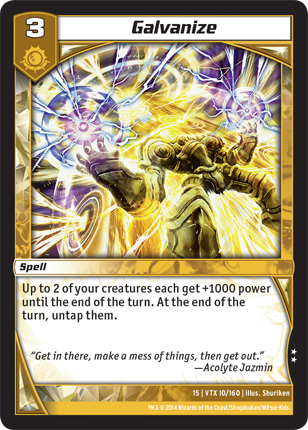 3
Galvanize
Spell
Up to 2 of your creatures each get +1000 power
until the end of the turn. At the end of the
turn, untap them.
"Get in there, make a mess of things, then get out."
—Acolyte Jazmin
15 | VTX 10/160 | illus. Shuriken
TM & © 2014 Wizards of the Coast/Shogakukan/Mitsui-Kids.